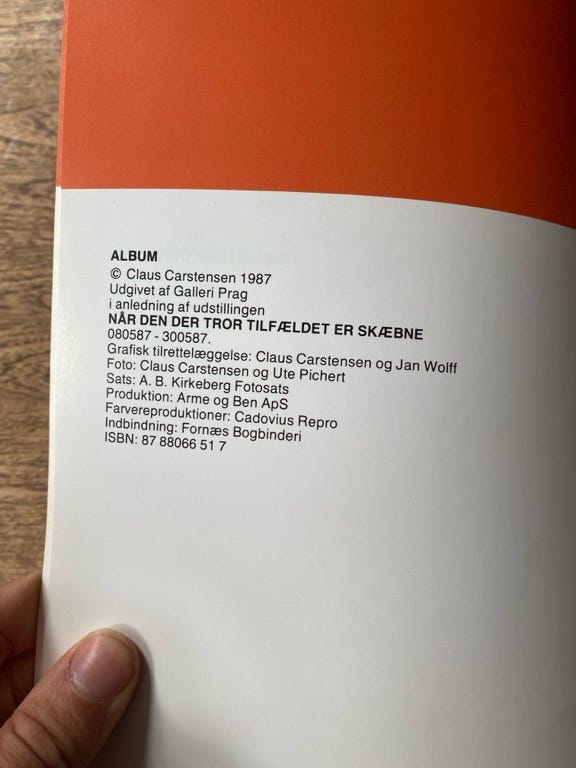 ALBUM
© Claus Carstensen 1987
Udgivet af Galleri Prag
i anledning af udstillingen
NÅR DEN DER TROR TILFÆLDET ER SKÆBNE
080587 - 300587.
Grafisk tilrettelæggelse: Claus Carstensen og Jan Wolff
Foto: Claus Carstensen og Ute Pichert
Sats: A. B. Kirkeberg Fotosats
Produktion: Arme og Ben ApS
Farvereproduktioner: Cadovius Repro
Indbinding: Fornæs Bogbinderi
ISBN: 87 88066 51 7